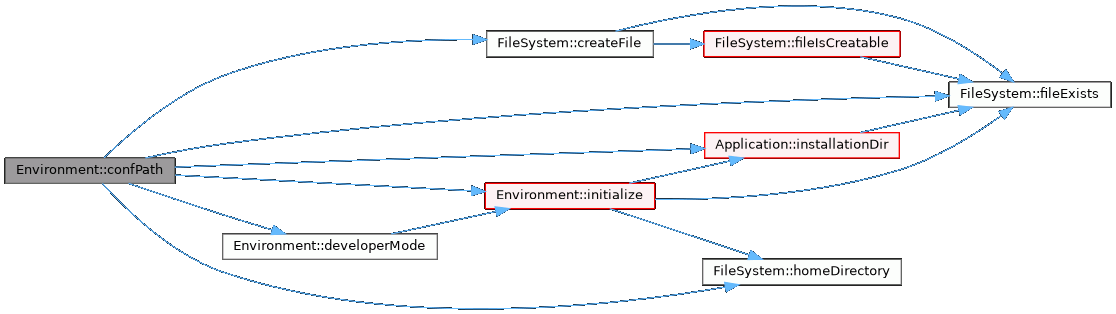 FileSystem::createFile
FileSystem::fileIsCreatable
FileSystem::fileExists
Application::installationDir
Environment::confPath
Environment::initialize
Environment::developerMode
FileSystem::homeDirectory